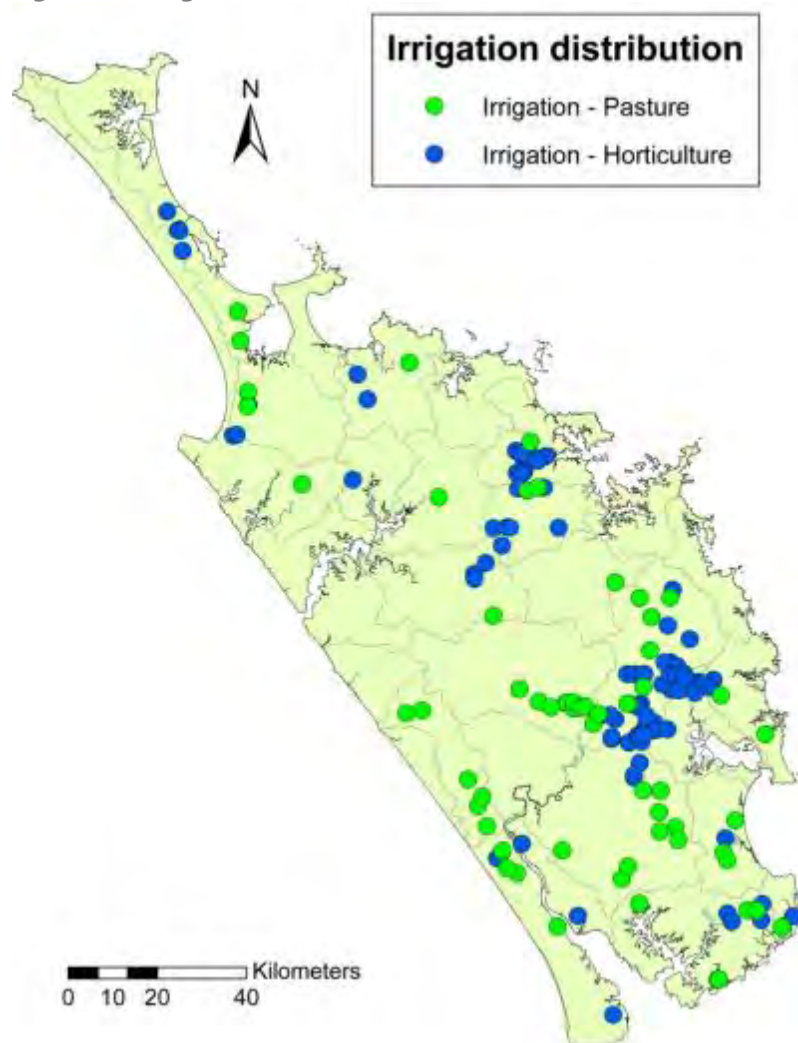 Irrigation distribution
N
Irrigation - Pasture
Irrigation - Horticulture
Kilometers
0 10 20 40